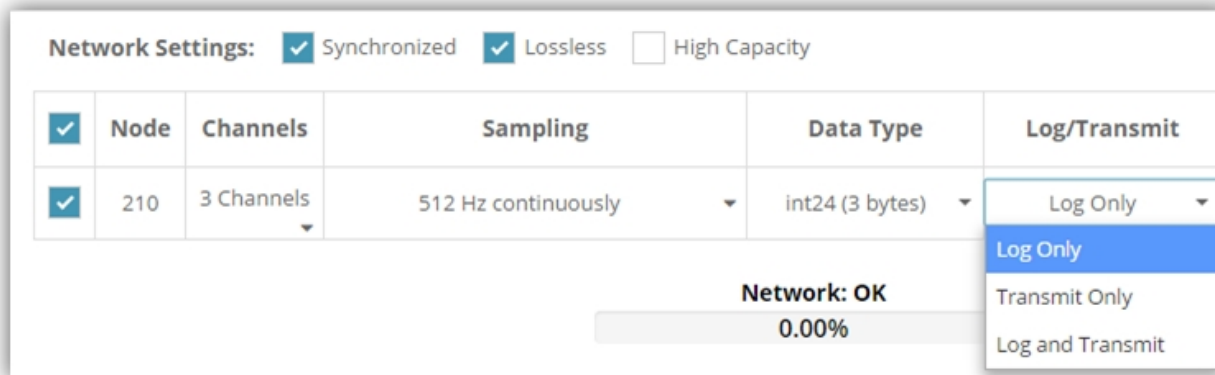 Network Settings: Synchronized Lossless High Capacity
Node Channels Sampling Data Type Log/Transmit
210 3 Channels 512 Hz continuously int24 (3 bytes) Log Only
Log Only
Network: OK
Transmit Only
0.00%
Log and Transmit